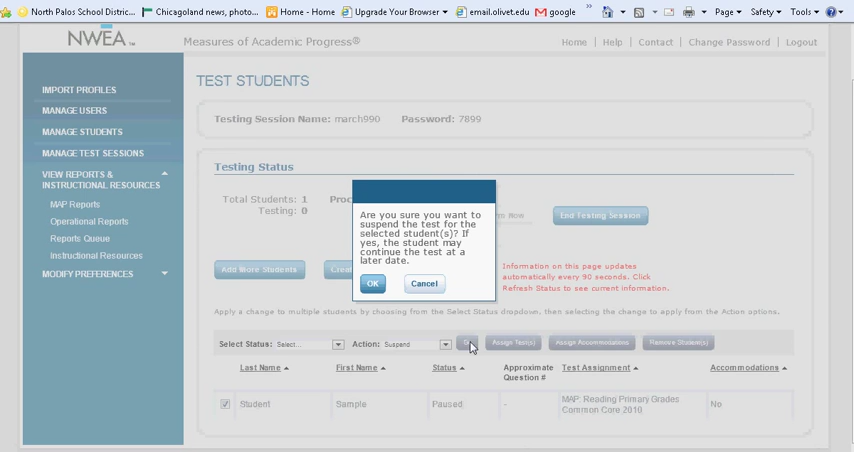 North Palos School District...
Chicagoland news, photo...
Home - Home
Upgrade Your Browser
email.olivet.edu
google
»
Page
Safety
Tools
NWEA™
Measures of Academic Progress®
Home | Help | Contact | Change Password | Logout
IMPORT PROFILES
MANAGE USERS
MANAGE STUDENTS
MANAGE TEST SESSIONS
VIEW REPORTS &
INSTRUCTIONAL RESOURCES
MAP Reports
Operational Reports
Reports Queue
Instructional Resources
MODIFY PREFERENCES
TEST STUDENTS
Testing Session Name: march990 Password: 7899
Testing Status
Total Students: 1
Testing: 0
Now
End Testing Session
Are you sure you want to
suspend the test for the
selected student(s)? If
yes, the student may
continue the test at a
later date.
OK
Cancel
Add More Students
Information on this page updates
automatically every 90 seconds. Click
Refresh Status to see current information.
Apply a change to multiple students by choosing from the Select Status dropdown, then selecting the change to apply from the Action options.
Select Status: Select... Action: Suspend
Assign Test(s)
Assign Accommodations
Remove Student(s)
Last Name
First Name
Status
Approximate
Question #
Test Assignment
Accommodations
Student
Sample
Paused
-
MAP: Reading Primary Grades
Common Core 2010
No